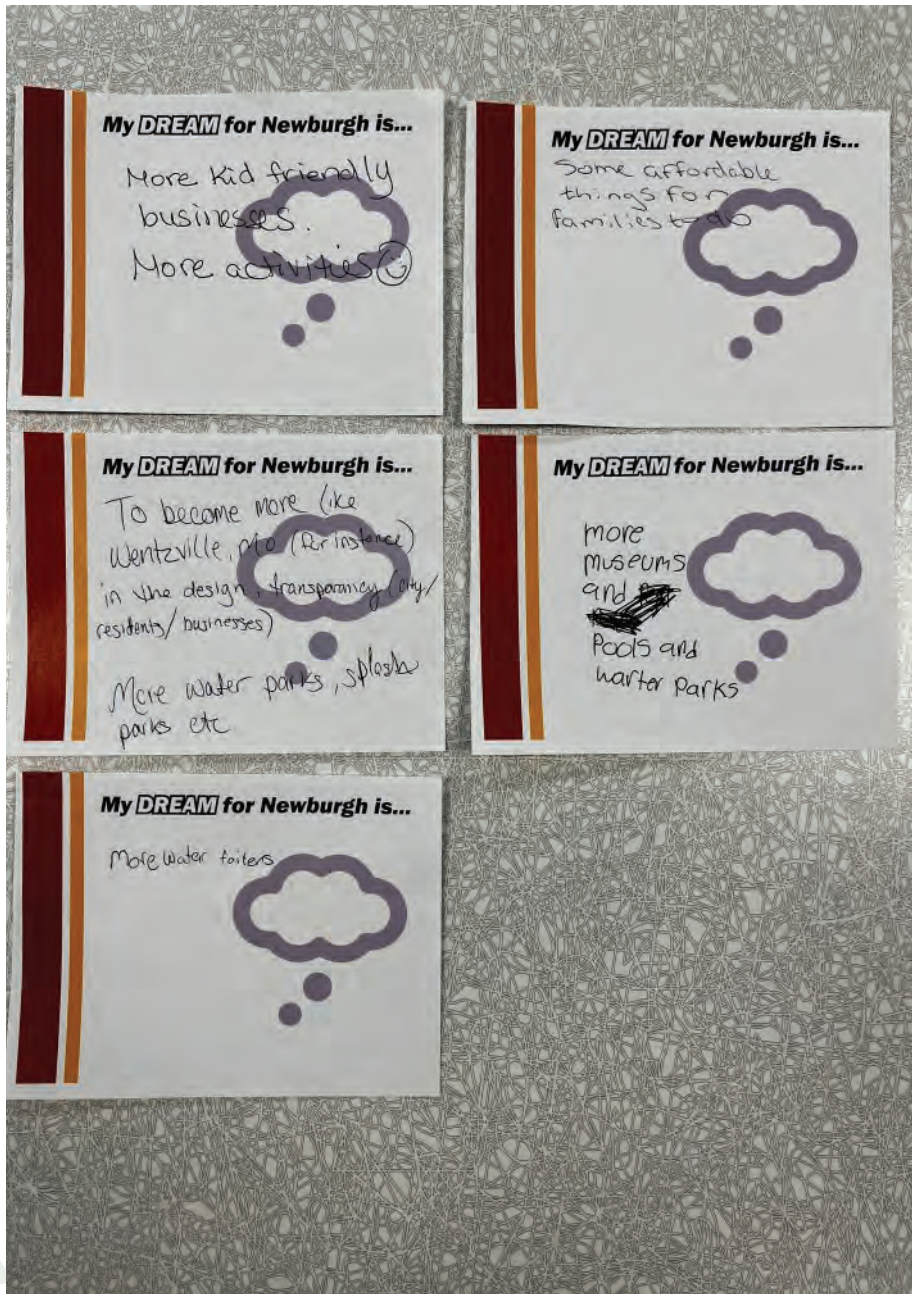 My DREAM for Newburgh is...
More Kid friendly
businesses.
More activities
My DREAM for Newburgh is...
Some affordable
things for
families to do
My DREAM for Newburgh is...
To become more like
Wentzville, Mo (for instance)
in the design, transparancy (city/
residents/businesses)
More water parks, splash
parks etc
My DREAM for Newburgh is...
more
museums
and
Pools and
warter Parks
My DREAM for Newburgh is...
More water